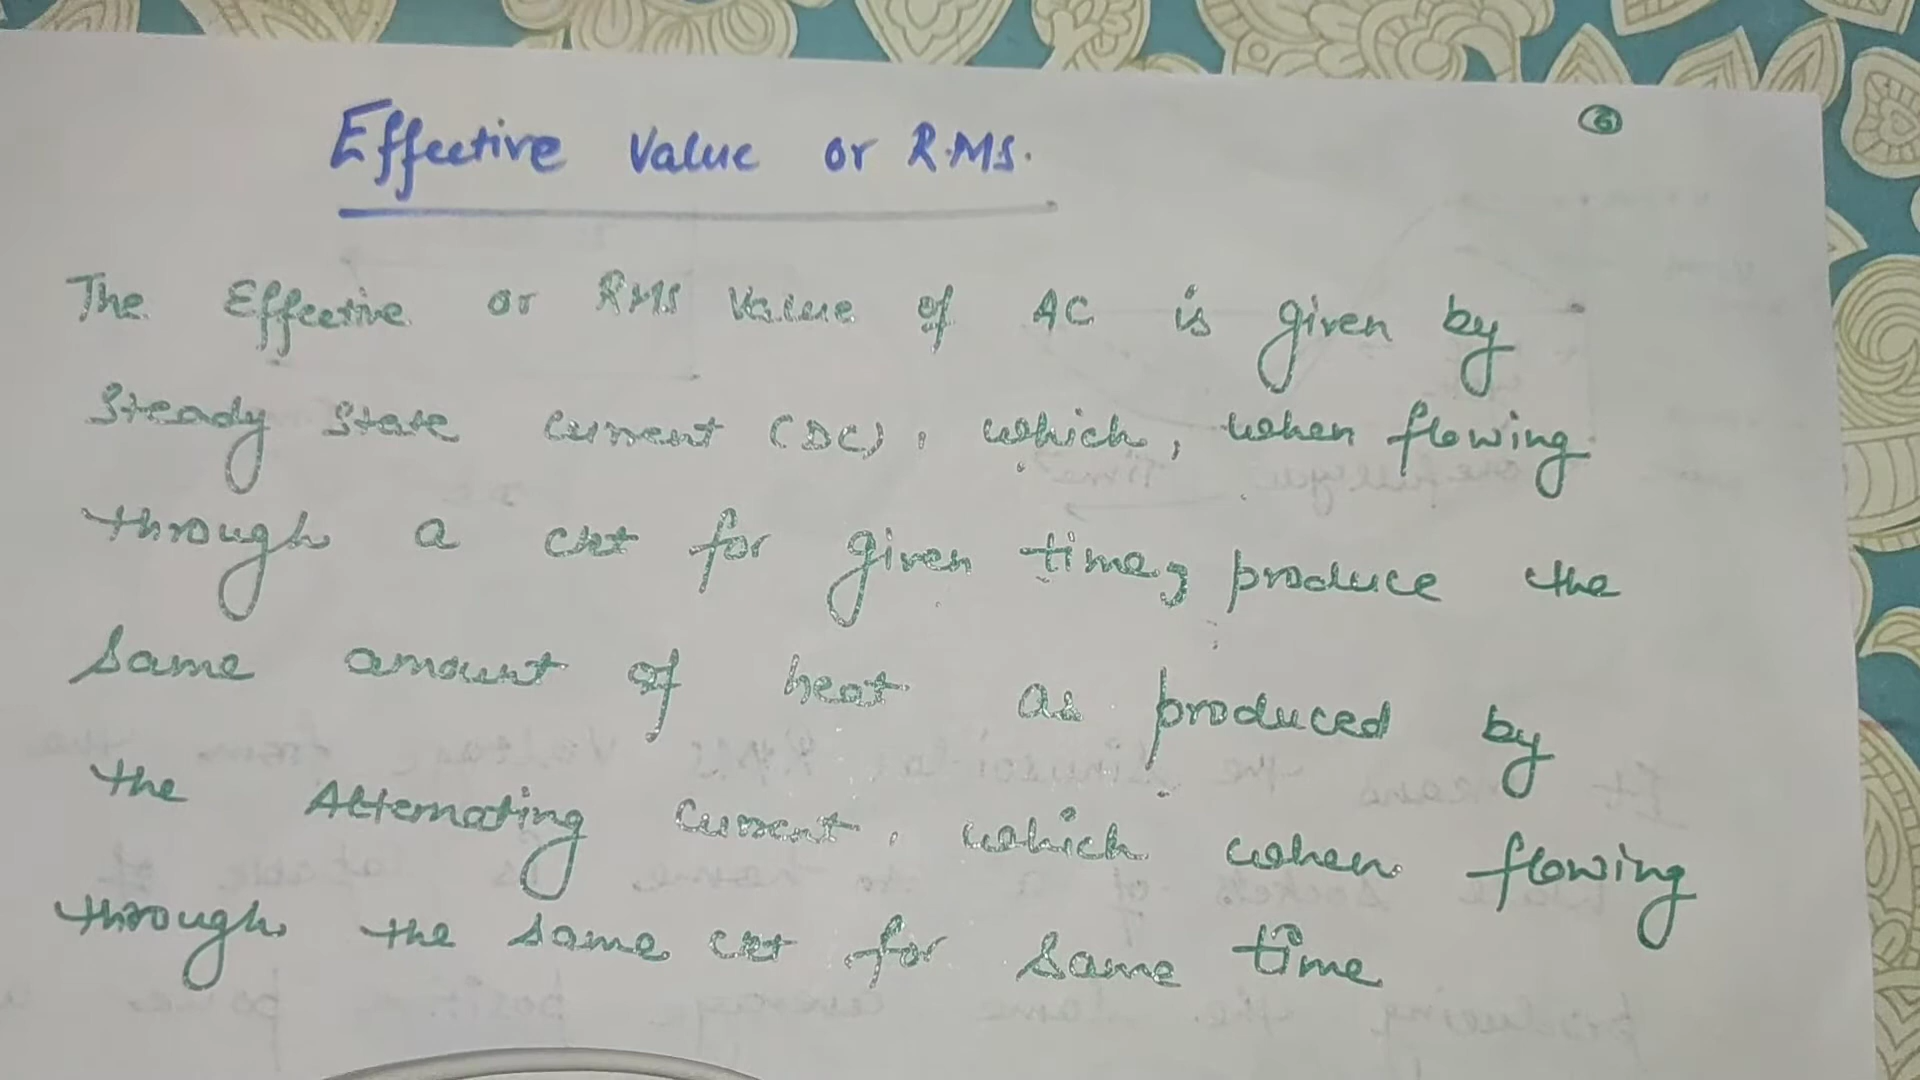 Effective Value or R.M.S.
6
The Effective or RMS Value of AC is given by
Steady State Current (DC), which, when flowing
through a ckt for given time, produce the
Same amount of heat as produced by
the Alternating Current, which when flowing
through the same ckt for same time